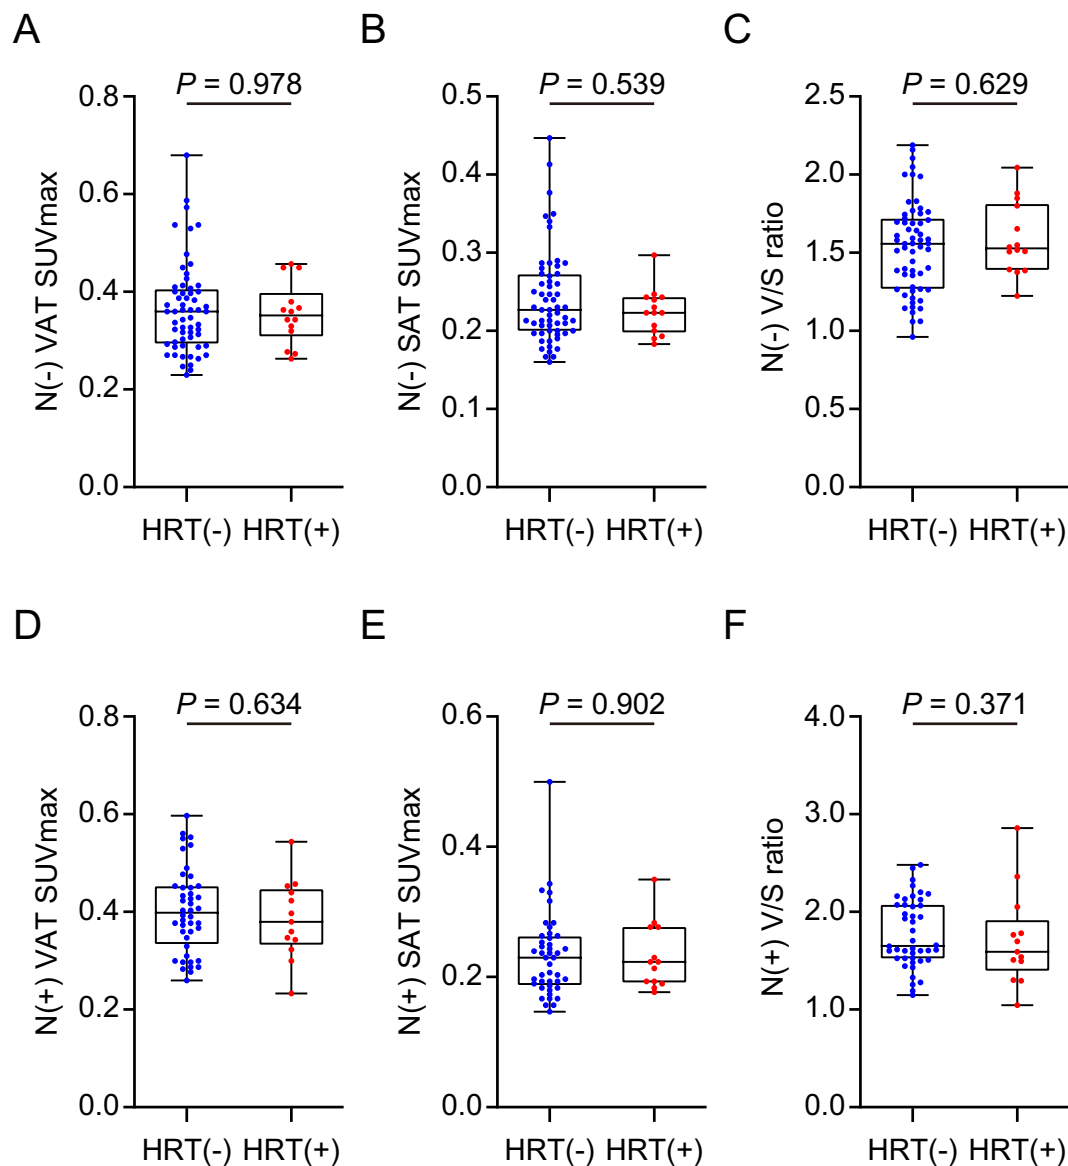 A
P = 0.978
N(-) VAT SUVmax
0.8
0.6
0.4
0.2
0.0
HRT(-) HRT(+)
B
P = 0.539
N(-) SAT SUVmax
0.5
0.4
0.3
0.2
0.1
0.0
HRT(-) HRT(+)
C
P = 0.629
N(-) V/S ratio
2.5
2.0
1.5
1.0
0.5
0.0
HRT(-) HRT(+)
D
P = 0.634
N(+) VAT SUVmax
0.8
0.6
0.4
0.2
0.0
HRT(-) HRT(+)
E
P = 0.902
N(+) SAT SUVmax
0.6
0.4
0.2
0.0
HRT(-) HRT(+)
F
P = 0.371
N(+) V/S ratio
4.0
3.0
2.0
1.0
0.0
HRT(-) HRT(+)